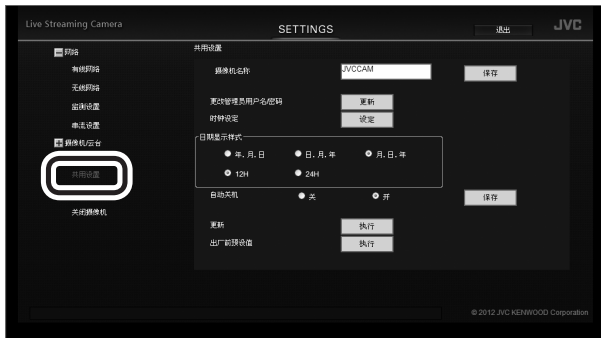 Live Streaming Camera
SETTINGS
退出
JVC
网路
有线网路
无线网路
监测设置
串流设置
摄像机/云台
共用设置
关闭摄像机
共用设置
摄像机名称
JVCCAM
保存
更改管理员用户名/密码
更新
时钟设定
设定
日期显示样式
年. 月. 日
日. 月. 年
月. 日. 年
12H
24H
自动关机
关
开
保存
更新
执行
出厂前预设值
执行
© 2012 JVC KENWOOD Corporation